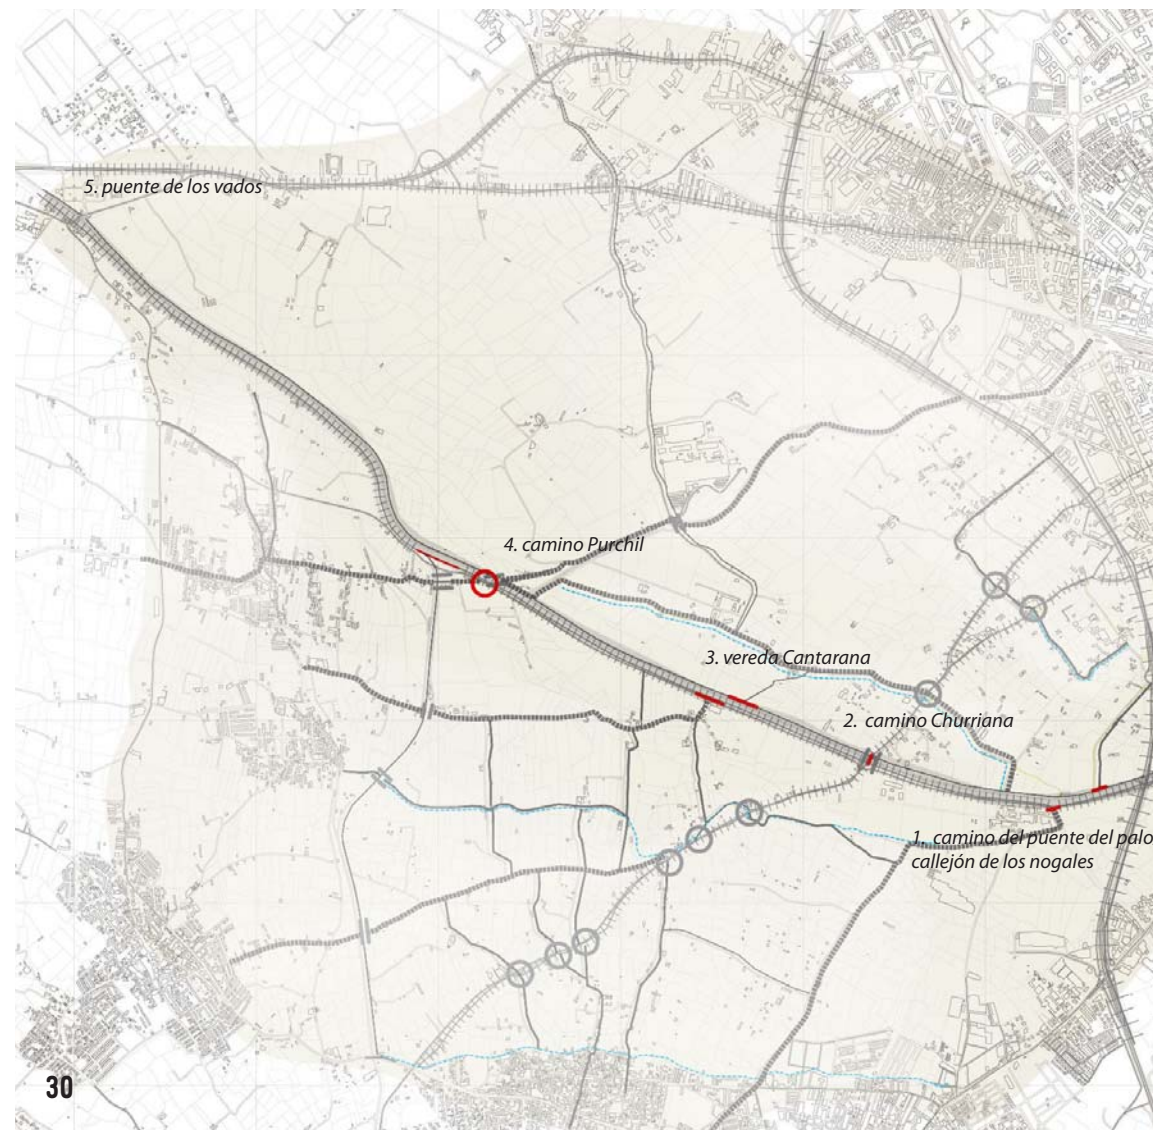 5. puente de los vados
4. camino Purchil
3. vereda Cantarana
2. camino Churriana
1. camino del puente del palo
callejón de los nogales
30